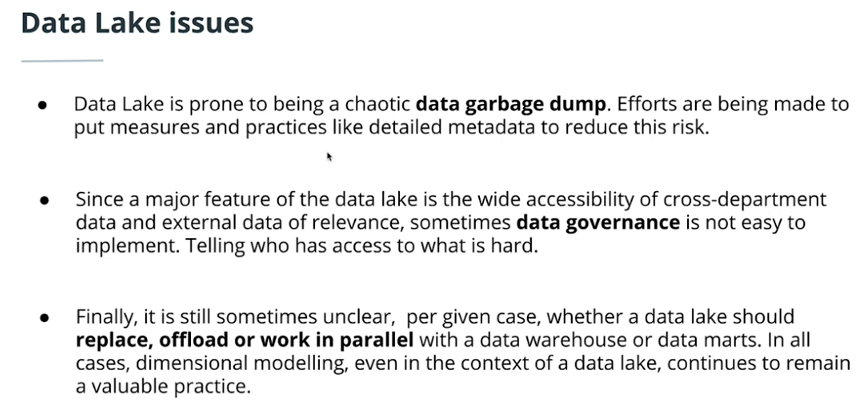 Data Lake issues
● Data Lake is prone to being a chaotic data garbage dump. Efforts are being made to
put measures and practices like detailed metadata to reduce this risk.
● Since a major feature of the data lake is the wide accessibility of cross-department
data and external data of relevance, sometimes data governance is not easy to
implement. Telling who has access to what is hard.
● Finally, it is still sometimes unclear, per given case, whether a data lake should
replace, offload or work in parallel with a data warehouse or data marts. In all
cases, dimensional modelling, even in the context of a data lake, continues to remain
a valuable practice.